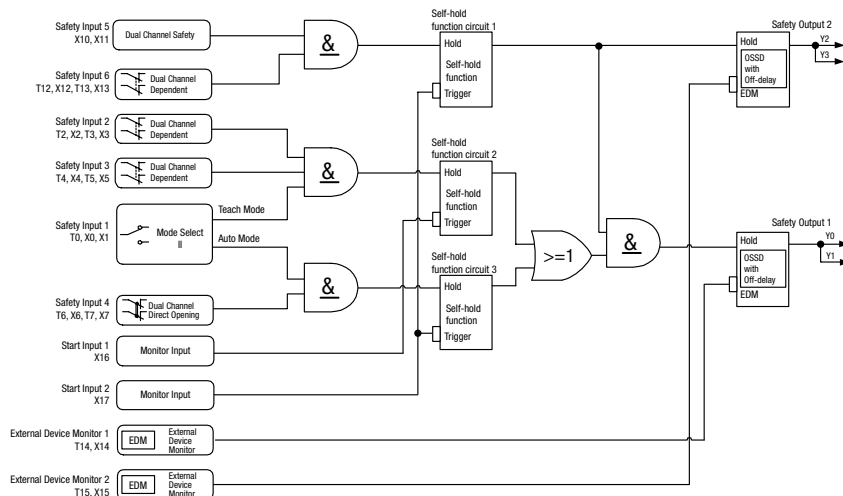 Safety Input 5
X10, X11
Dual Channel Safety
&
Self-hold
function circuit 1
Hold
Self-hold
function
Trigger
Safety Output 2
Hold
OSSD
with
Off-delay
EDM
Y2
Y3
Safety Input 6
T12, X12, T13, X13
Dual Channel
Dependent
Safety Input 2
T2, X2, T3, X3
Dual Channel
Dependent
Safety Input 3
T4, X4, T5, X5
Dual Channel
Dependent
&
Self-hold
function circuit 2
Hold
Self-hold
function
Trigger
Safety Input 1
T0, X0, X1
Mode Select
II
Teach Mode
Auto Mode
>=1
&
Safety Output 1
Hold
OSSD
with
Off-delay
EDM
Y0
Y1
&
Self-hold
function circuit 3
Hold
Self-hold
function
Trigger
Safety Input 4
T6, X6, T7, X7
Dual Channel
Direct Opening
Start Input 1
X16
Monitor Input
Start Input 2
X17
Monitor Input
External Device Monitor 1
T14, X14
EDM
External
Device
Monitor
External Device Monitor 2
T15, X15
EDM
External
Device
Monitor